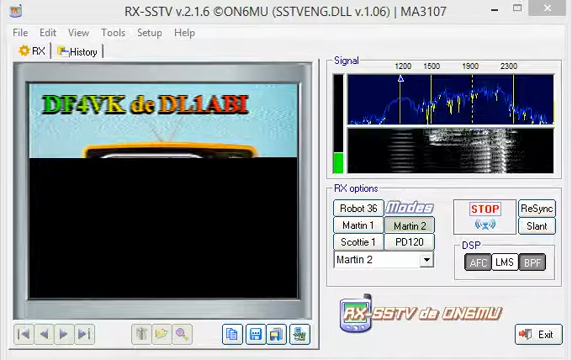 RX-SSTV v.2.1.6 ©ON6MU (SSTVENG.DLL v.1.06) | MA3107
File Edit View Tools Setup Help
RX History
DF4VK de DL1ABI
Signal
1200 1500 1900 2300
RX options
Robot 36 Modes
Martin 1 Martin 2
Scottie 1 PD120
Martin 2
STOP ReSync
Slant
DSP
AFC LMS BPF
RX-SSTV de ON6MU
Exit